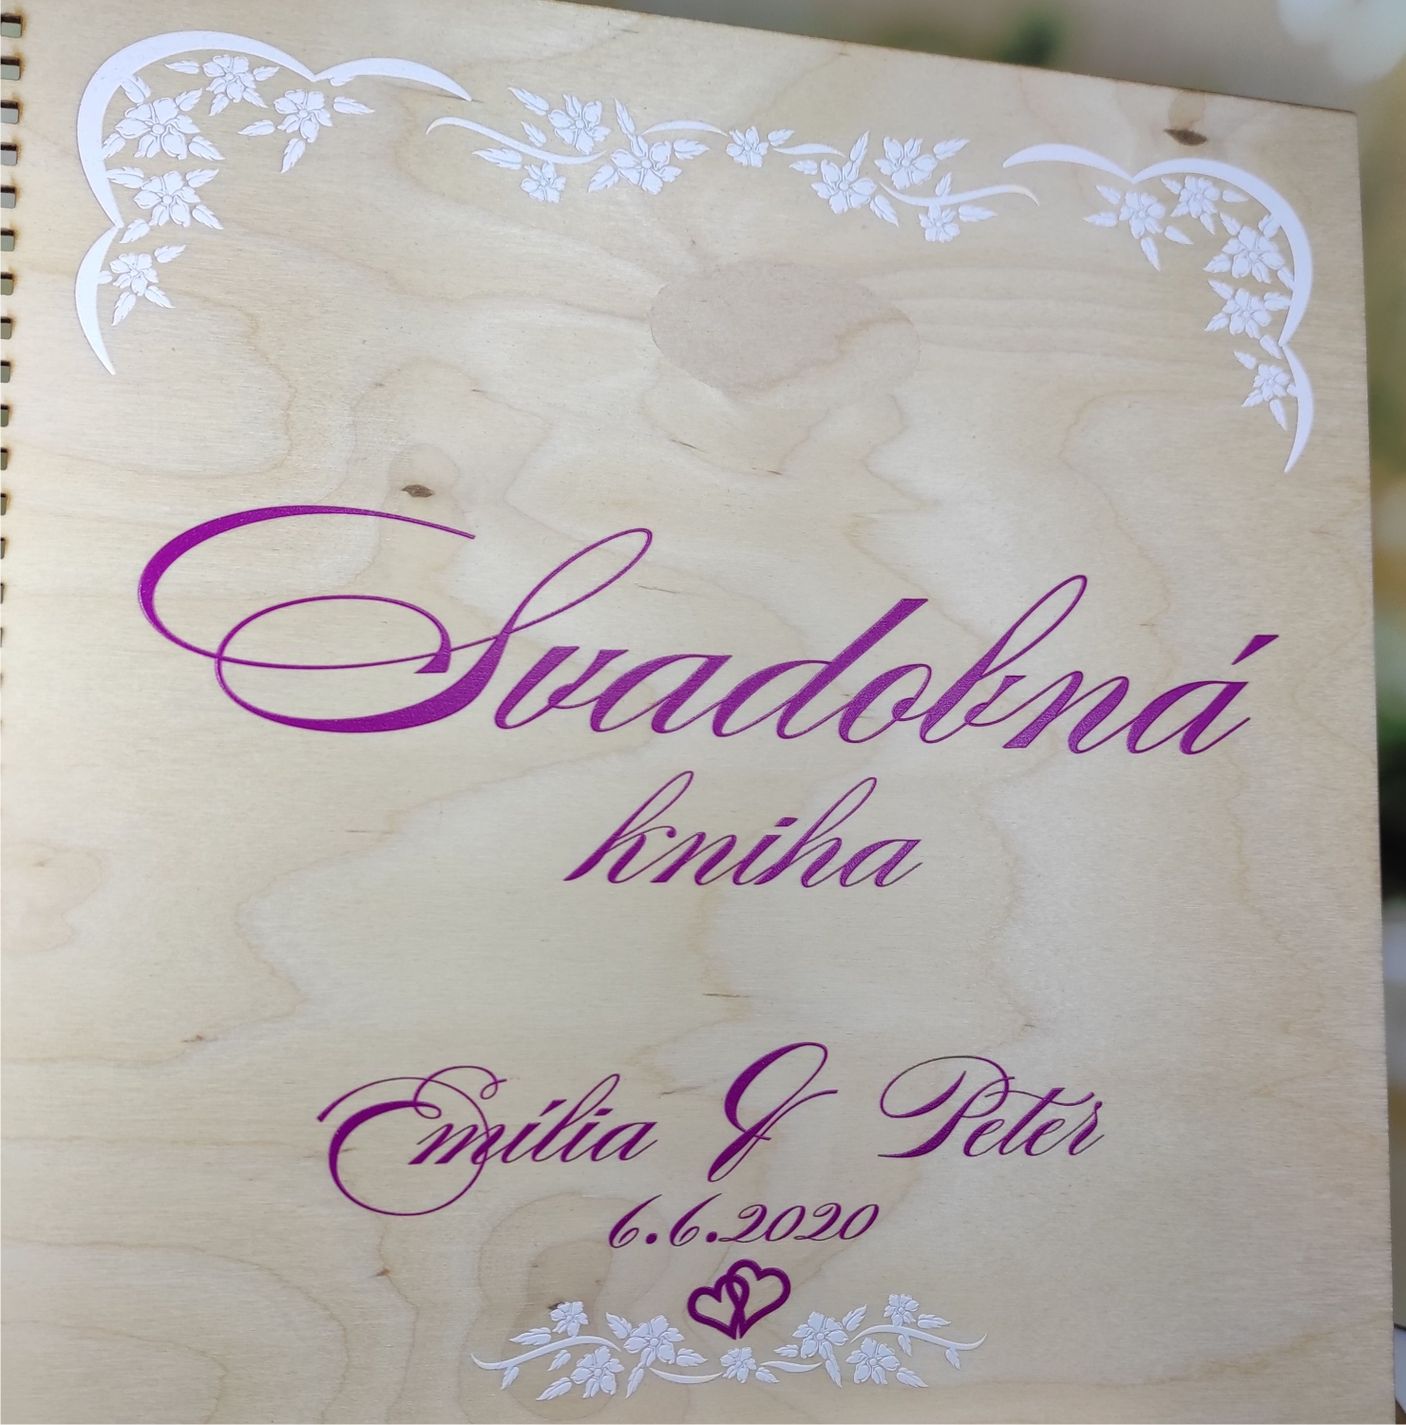 Svadobná
kniha
Emília & Peter
6.6.2020